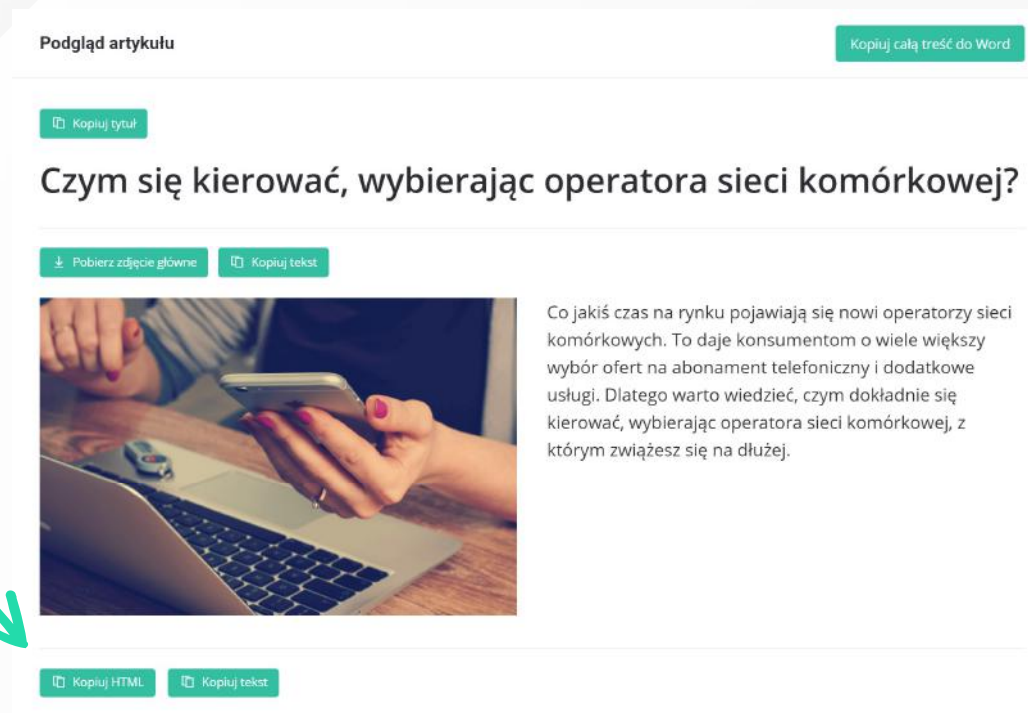 Podgląd artykułu
Kopiuj całą treść do Word
Kopiuj tytuł
Czym się kierować, wybierając operatora sieci komórkowej?
Pobierz zdjęcie główne
Kopiuj tekst
Co jakiś czas na rynku pojawiają się nowi operatorzy sieci
komórkowych. To daje konsumentom o wiele większy
wybór ofert na abonament telefoniczny i dodatkowe
usługi. Dlatego warto wiedzieć, czym dokładnie się
kierować, wybierając operatora sieci komórkowej, z
którym zwiążesz się na dłużej.
Kopiuj HTML
Kopiuj tekst